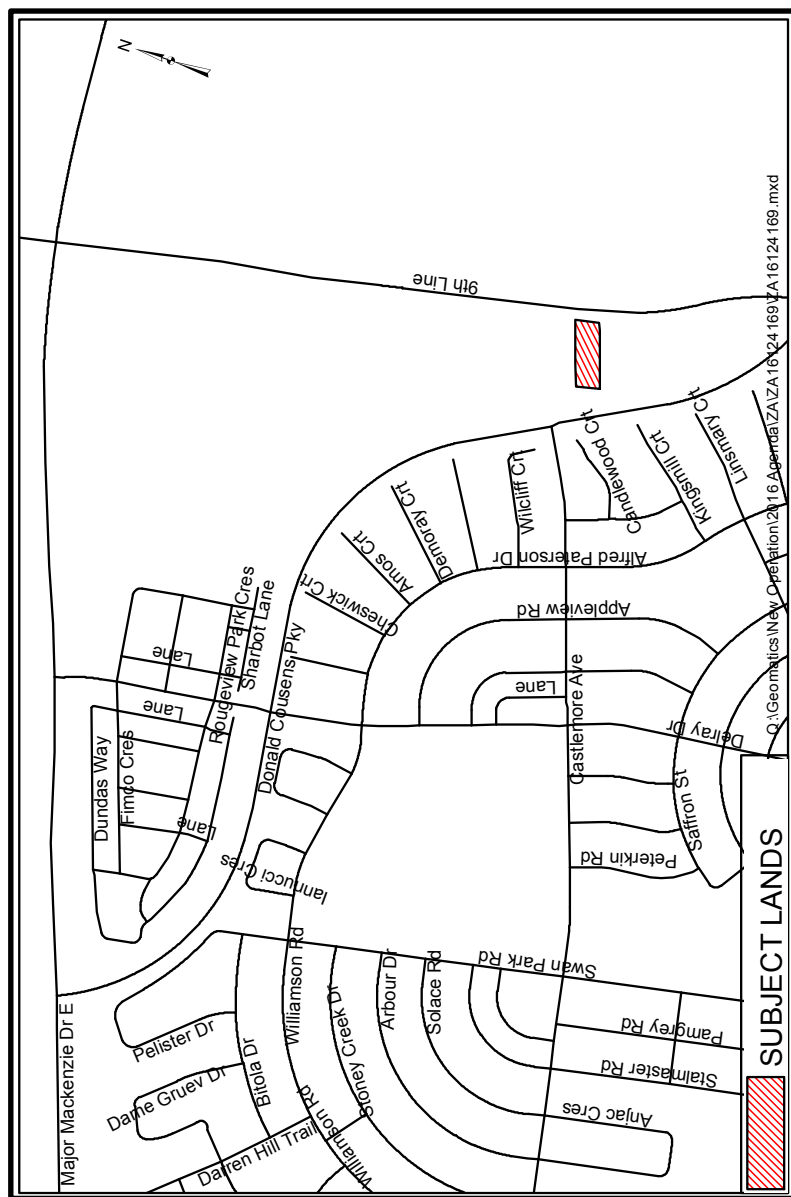 N
9th Line
Major Mackenzie Dr E
Dundas Way
Fimco Cres
Lane
Lane
Lane
Rougeview Park Cres
Sharbot Lane
Donald Cousens Pky
Cheswick Crt
Amos Crt
Demoray Crt
Wilcliff Crt
Candlewood Crt
Kingsmill Crt
Linsmary Crt
Alfred Paterson Dr
Appleview Rd
Lane
Castlemore Ave
Delray Dr
Saffron St
Peterkin Rd
Iannucci Cres
Swan Park Rd
Williamson Rd
Stoney Creek Dr
Arbour Dr
Solace Rd
Pamgrey Rd
Stalmaster Rd
Anjac Cres
Pelister Dr
Bitola Dr
Dame Gruev Dr
Darren Hill Trail
Williamson Rd
SUBJECT LANDS
Q:\Geomatics\New Operation\2016 Agenda\ZA\ZA16124169\ZA16124169.mxd